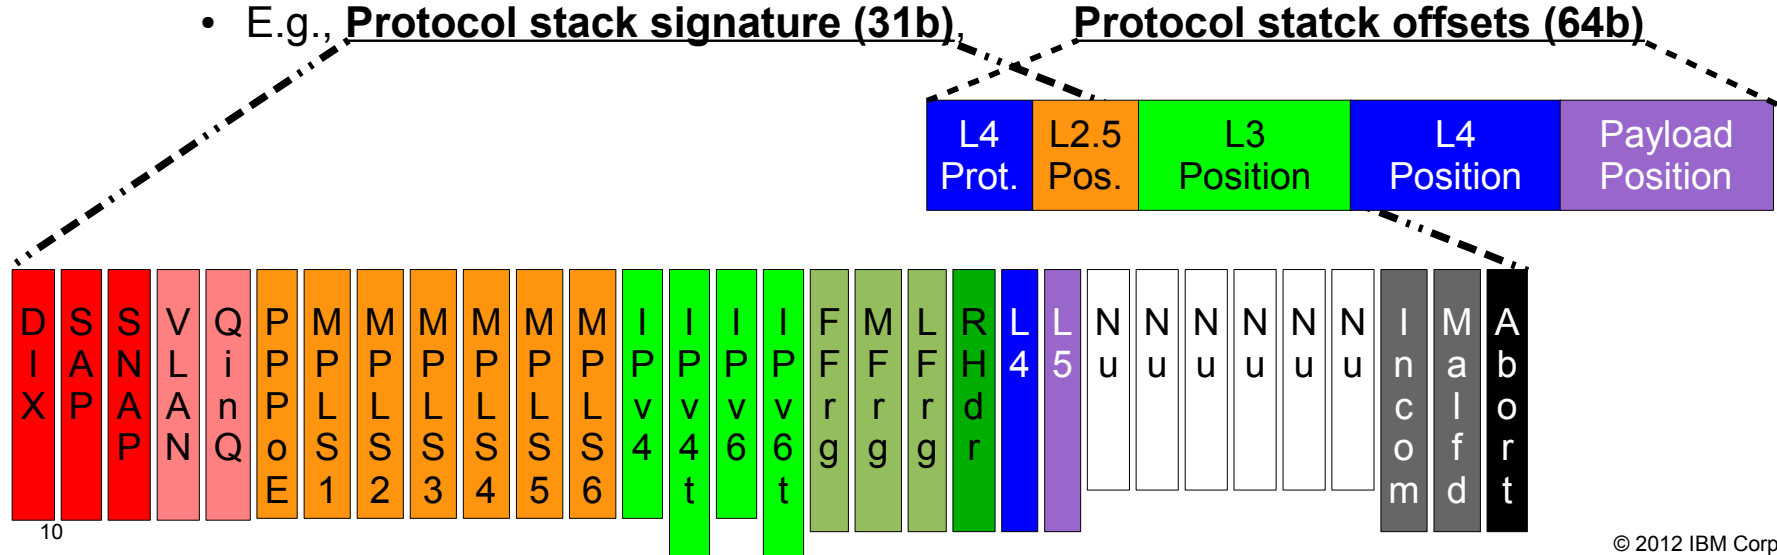 • E.g., Protocol stack signature (31b), Protocol statck offsets (64b)
L4 Prot.
L2.5 Pos.
L3 Position
L4 Position
Payload Position
DIX
SAP
SNAP
VLAN
QinQ
PPPoE
MPLS1
MPLS2
MPLS3
MPLS4
MPLS5
MPLS6
IPv4
IPv4t
IPv6
IPv6t
FFrg
MFrg
LFrg
RHdr
L4
L5
Nu
Nu
Nu
Nu
Nu
Nu
Incom
Malfd
Abort
10
© 2012 IBM Corp